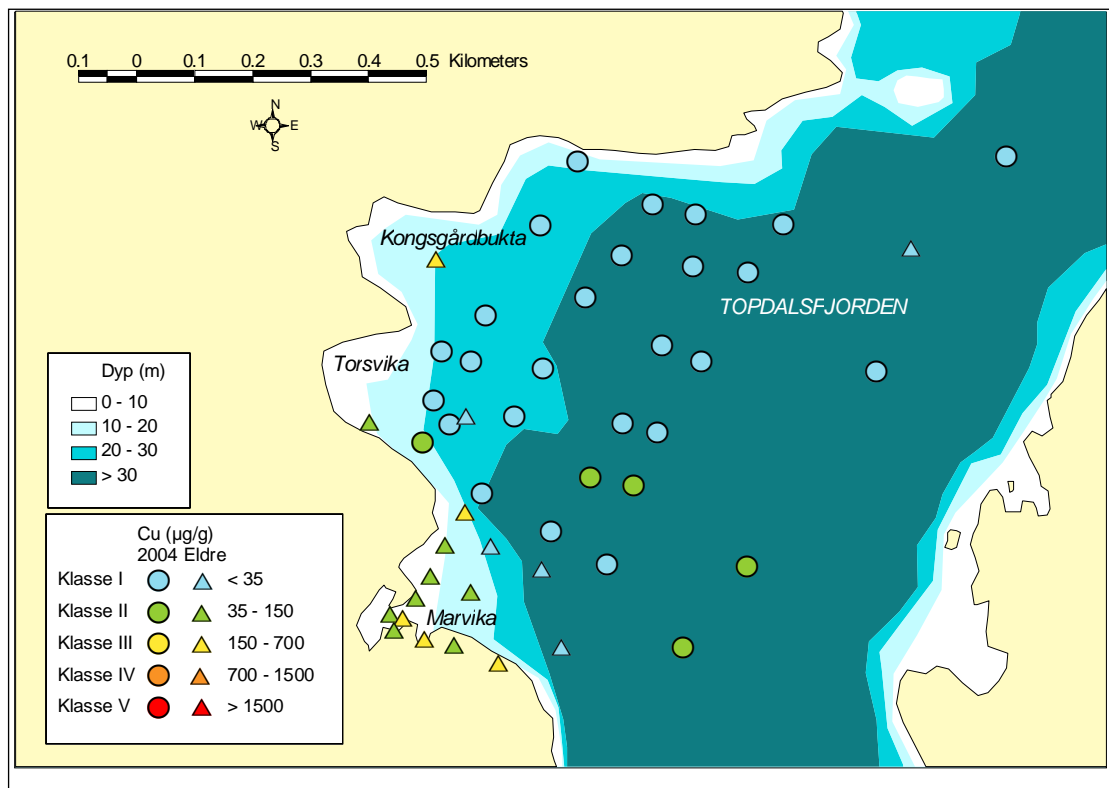 0.1 0 0.1 0.2 0.3 0.4 0.5 Kilometers
N
W E
S
Kongsgårdbukta
TOPDALSFJORDEN
Torsvika
Dyp (m)
0 - 10
10 - 20
20 - 30
> 30
Marvika
Cu (µg/g)
2004 Eldre
Klasse I < 35
Klasse II 35 - 150
Klasse III 150 - 700
Klasse IV 700 - 1500
Klasse V > 1500